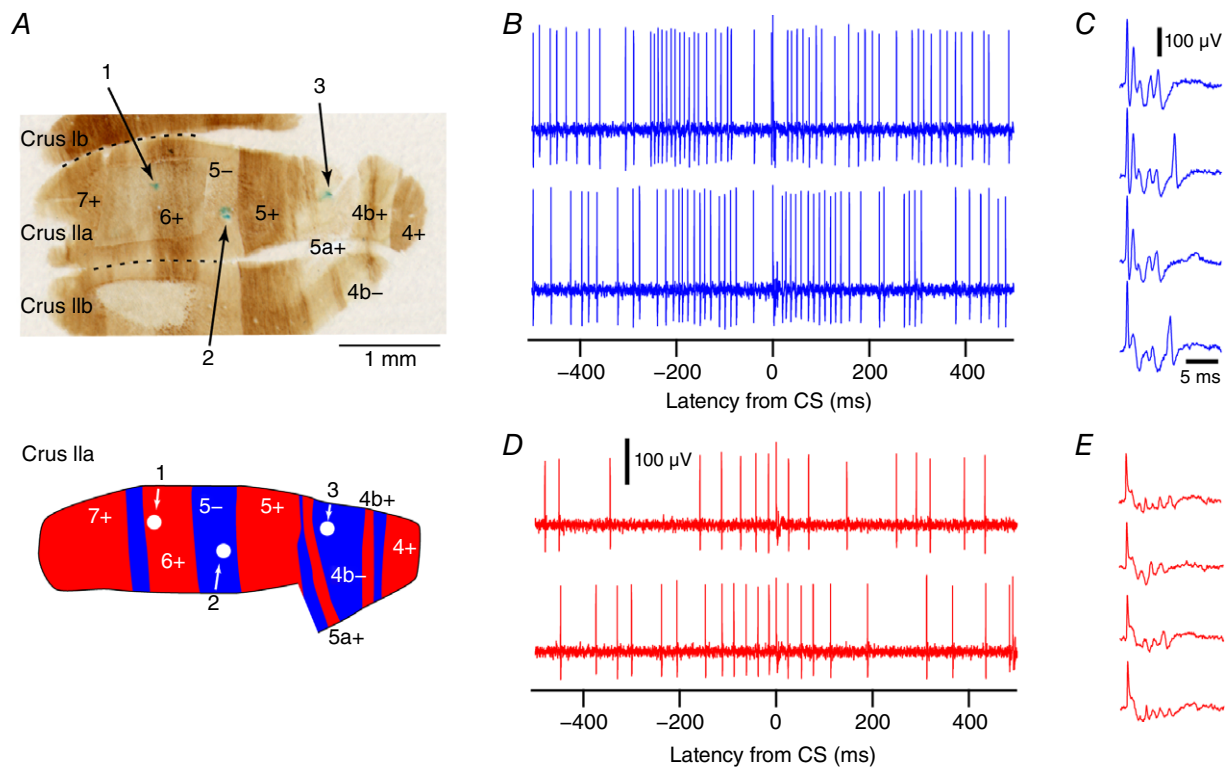 A
1
3
Crus Ib
5–
7+
6+
5+
4b+
4+
Crus IIa
5a+
4b–
Crus IIb
2
1 mm
Crus IIa
1
3
4b+
7+
5–
5+
6+
4b–
4+
2
5a+
B
−400
−200
0
200
400
Latency from CS (ms)
C
100 µV
5 ms
D
100 µV
−400
−200
0
200
400
Latency from CS (ms)
E